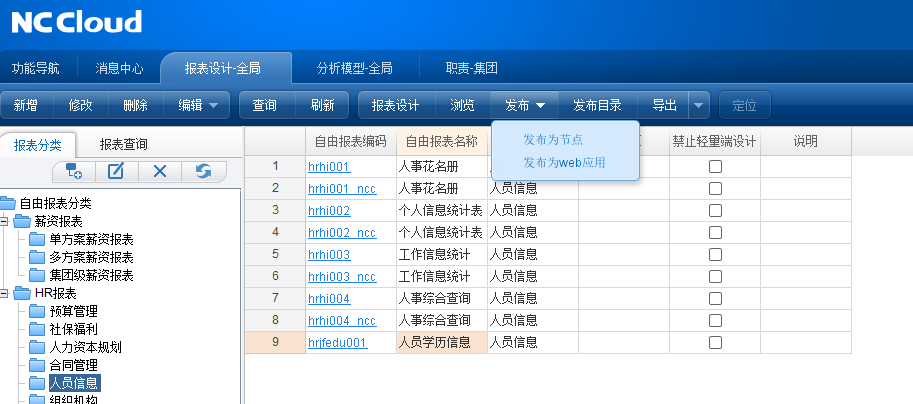 NC Cloud
功能导航 消息中心 报表设计-全局 分析模型-全局 职责-集团
新增 修改 删除 编辑 查询 刷新 报表设计 浏览 发布 发布目录 导出 定位
发布为节点
发布为web应用
报表分类 报表查询
自由报表分类
薪资报表
单方案薪资报表
多方案薪资报表
集团级薪资报表
HR报表
预算管理
社保福利
人力资本规划
合同管理
人员信息
组织机构
自由报表编码 自由报表名称 禁止轻量端设计 说明
1 hrhi001 人事花名册
2 hrhi001_ncc 人事花名册 人员信息
3 hrhi002 个人信息统计表 人员信息
4 hrhi002_ncc 个人信息统计表 人员信息
5 hrhi003 工作信息统计 人员信息
6 hrhi003_ncc 工作信息统计 人员信息
7 hrhi004 人事综合查询 人员信息
8 hrhi004_ncc 人事综合查询 人员信息
9 hrjfedu001 人员学历信息 人员信息